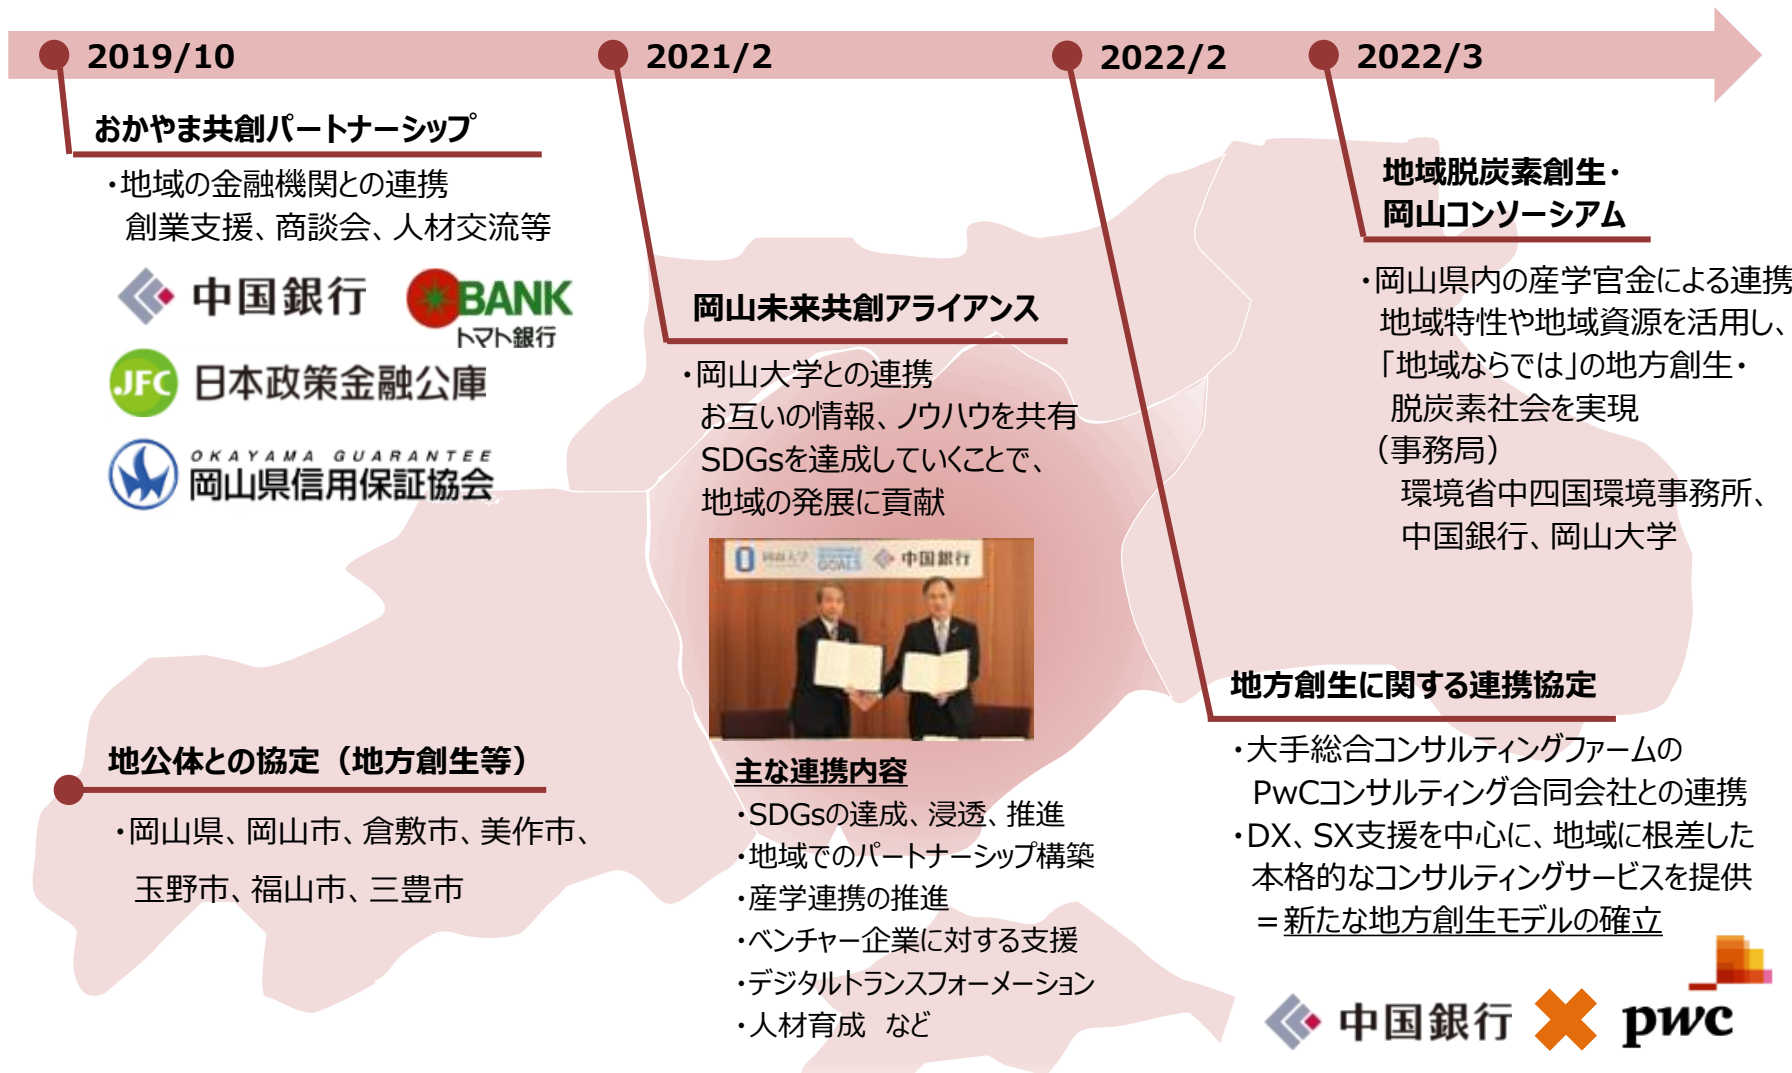 2019/10
2021/2
2022/2
2022/3
おかやま共創パートナーシップ
・地域の金融機関との連携
創業支援、商談会、人材交流等
中国銀行
BANK
トマト銀行
JFC 日本政策金融公庫
OKAYAMA GUARANTEE
岡山県信用保証協会
地公体との協定（地方創生等）
・岡山県、岡山市、倉敷市、美作市、
玉野市、福山市、三豊市
岡山未来共創アライアンス
・岡山大学との連携
お互いの情報、ノウハウを共有
SDGsを達成していくことで、
地域の発展に貢献
岡山大学 GOALS 中国銀行
主な連携内容
・SDGsの達成、浸透、推進
・地域でのパートナーシップ構築
・産学連携の推進
・ベンチャー企業に対する支援
・デジタルトランスフォーメーション
・人材育成　など
地域脱炭素創生・
岡山コンソーシアム
・岡山県内の産学官金による連携
地域特性や地域資源を活用し、
「地域ならでは」の地方創生・
脱炭素社会を実現
（事務局）
環境省中四国環境事務所、
中国銀行、岡山大学
地方創生に関する連携協定
・大手総合コンサルティングファームの
PwCコンサルティング合同会社との連携
・DX、SX支援を中心に、地域に根差した
本格的なコンサルティングサービスを提供
＝新たな地方創生モデルの確立
中国銀行 pwc